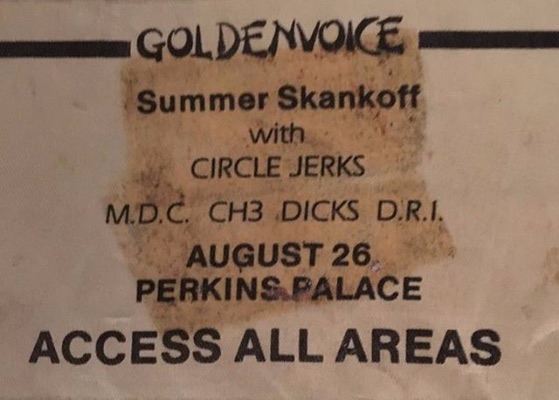 GOLDENVOICE
Summer Skankoff
with
CIRCLE JERKS
M.D.C. CH3 DICKS D.R.I.
AUGUST 26
PERKINS PALACE
ACCESS ALL AREAS